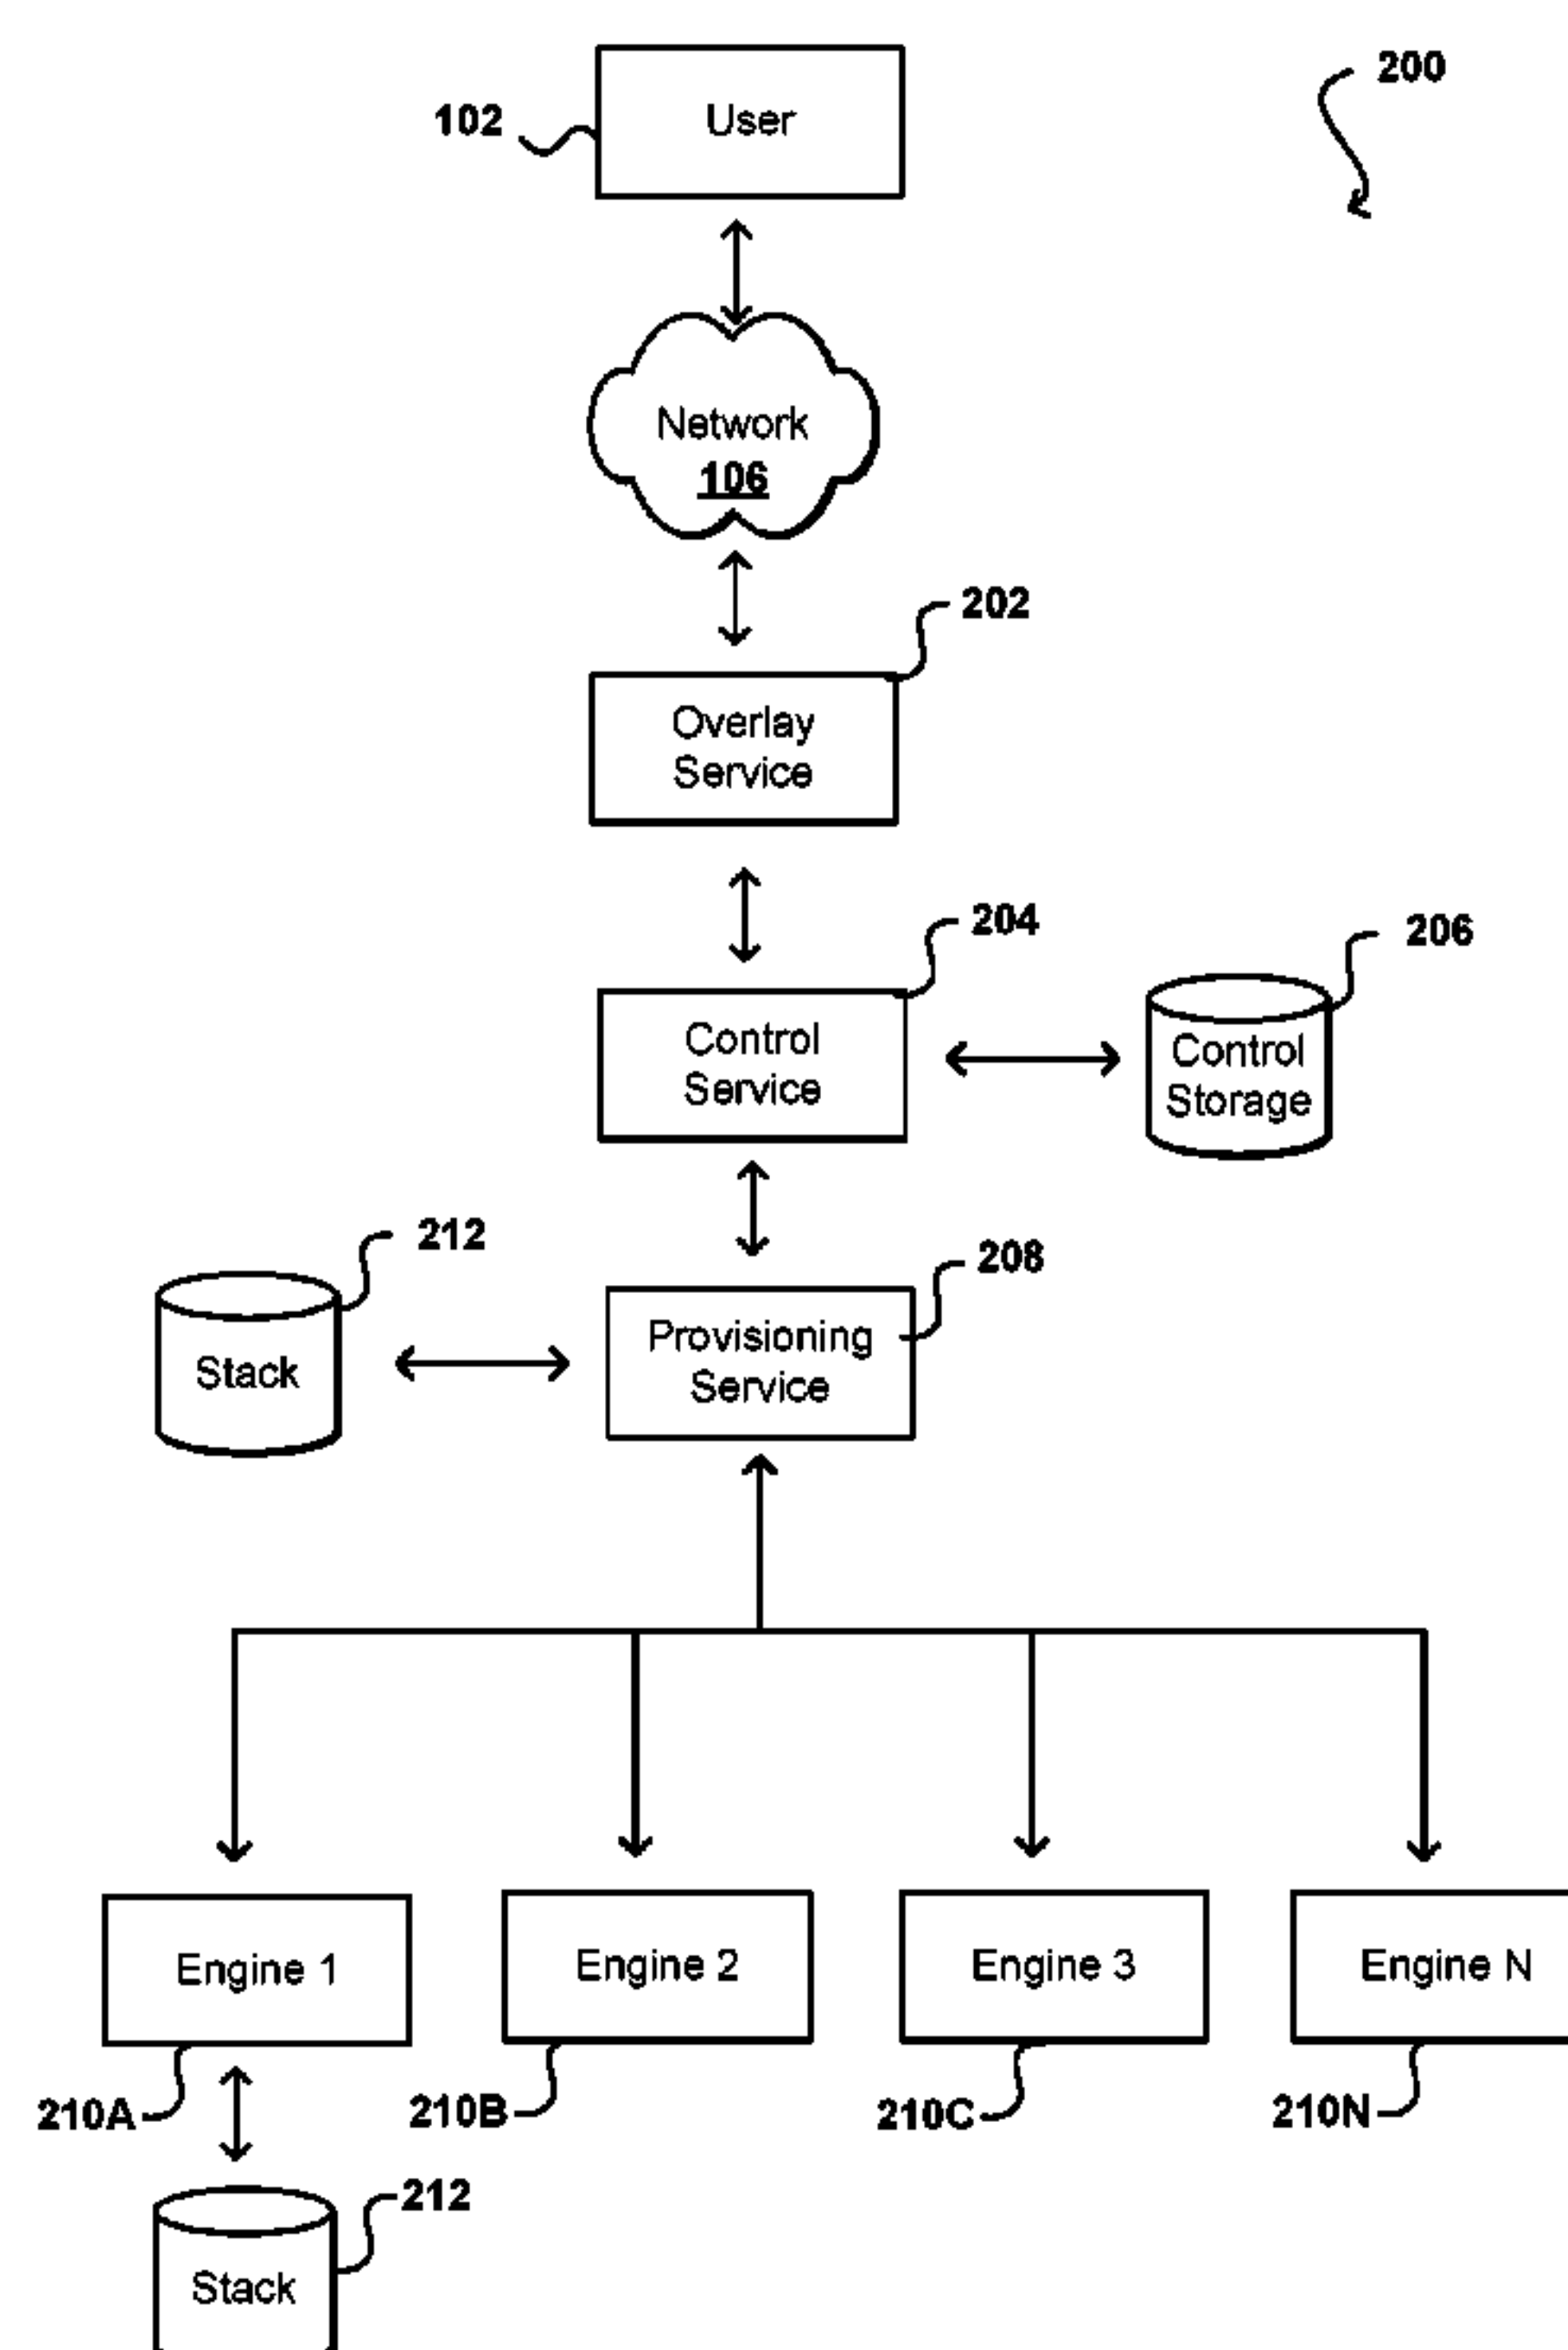 200
102
User
Network
106
202
Overlay
Service
204
206
Control
Service
Control
Storage
212
208
Stack
Provisioning
Service
Engine 1
Engine 2
Engine 3
Engine N
210A
210B
210C
210N
212
Stack